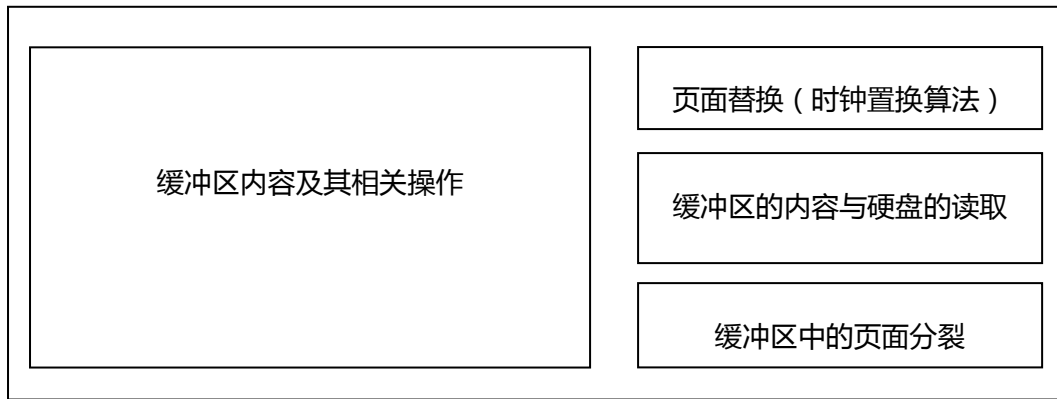 缓冲区内容及其相关操作
页面替换（时钟置换算法）
缓冲区的内容与硬盘的读取
缓冲区中的页面分裂